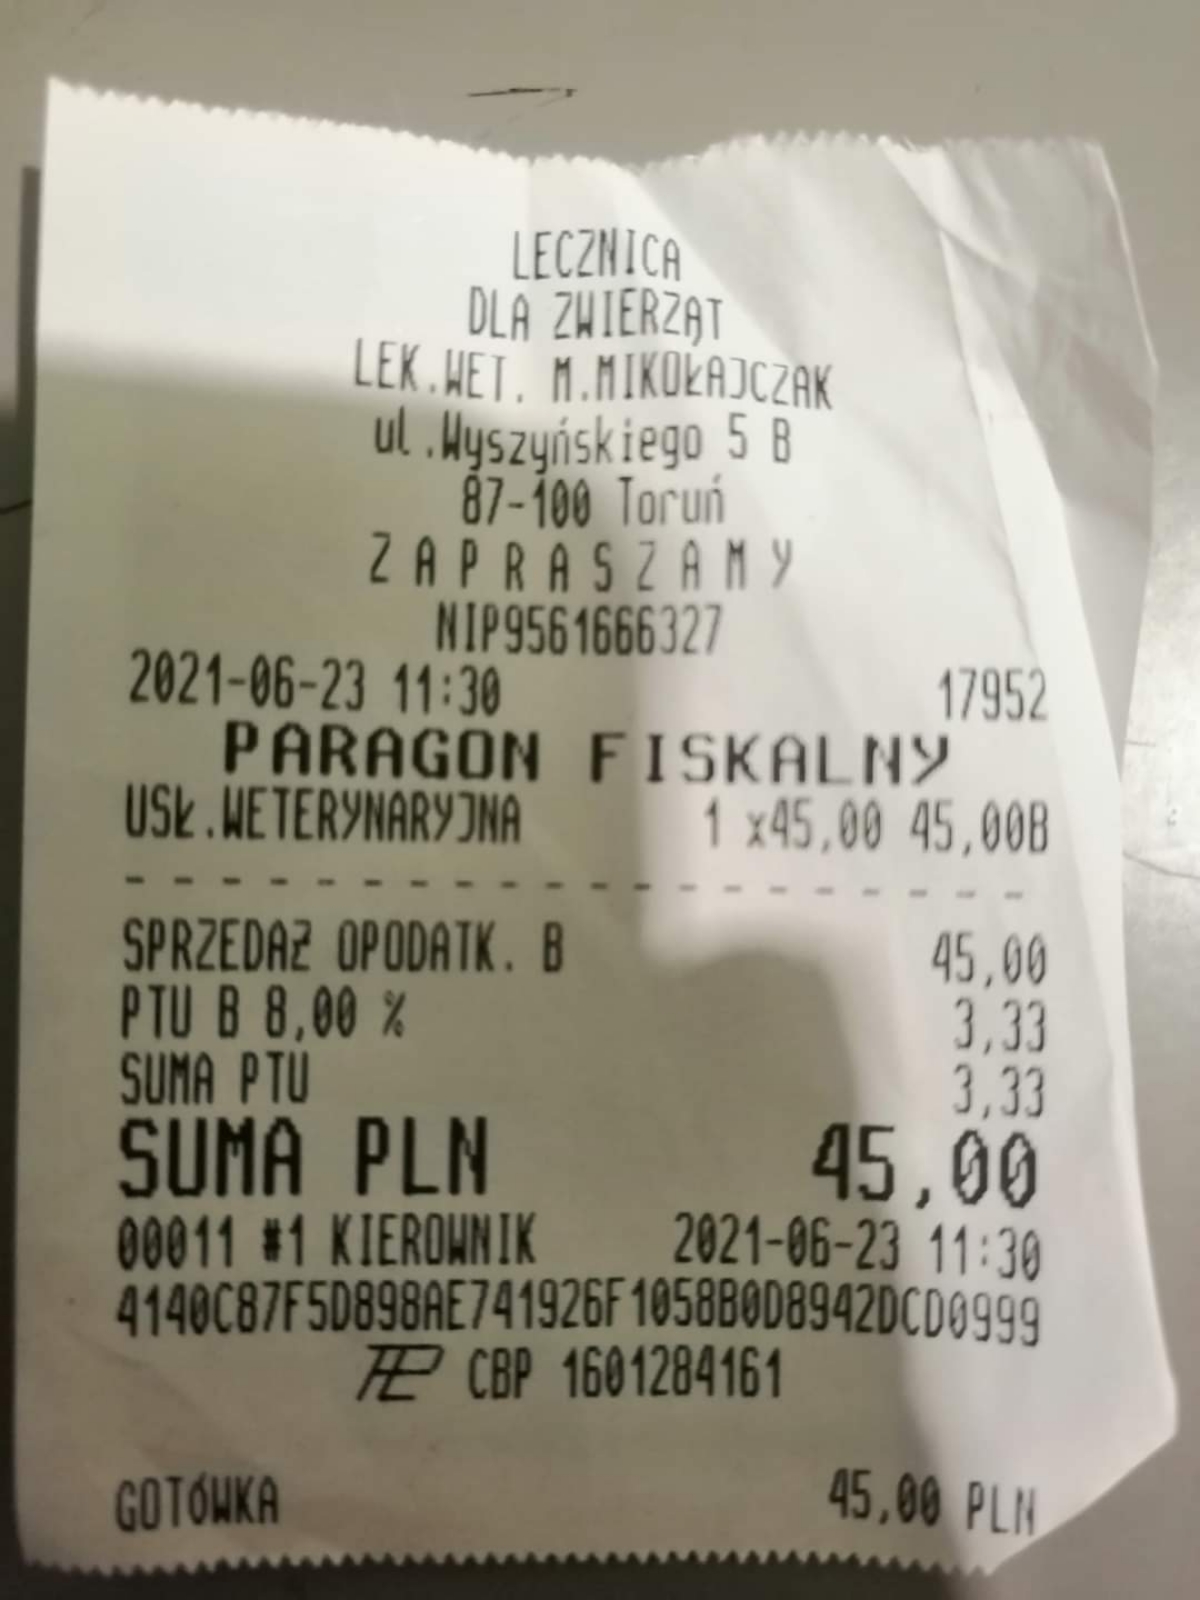 LECZNICA
DLA ZWIERZĄT
LEK.WET. M.MIKOŁAJCZAK
ul.Wyszyńskiego 5 B
87-100 Toruń
Z A P R A S Z A M Y
NIP9561666327
2021-06-23 11:30 17952
PARAGON FISKALNY
USŁ.WETERYNARYJNA 1 x45,00 45,00B
- - - - - - - - - - - - - - - - - - - -
SPRZEDAŻ OPODATK. B 45,00
PTU B 8,00 % 3,33
SUMA PTU 3,33
SUMA PLN 45,00
00011 #1 KIEROWNIK 2021-06-23 11:30
4140C87F5D898AE741926F1058B0D8942DCD0999
PL CBP 1601284161
GOTÓWKA 45,00 PLN